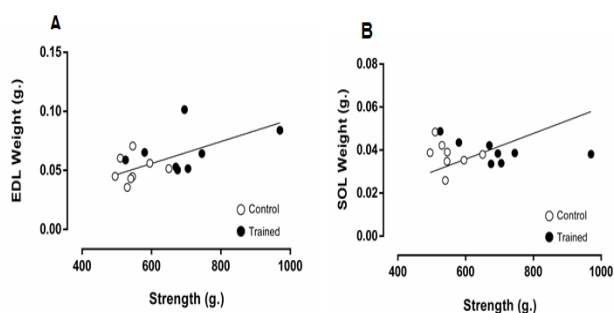 A
EDL Weight (g.)
0.15
0.10
0.05
0.00
400
600
800
1000
Strength (g.)
Control
Trained
B
SOL Weight (g.)
0.08
0.06
0.04
0.02
0.00
400
600
800
1000
Strength (g.)
Control
Trained